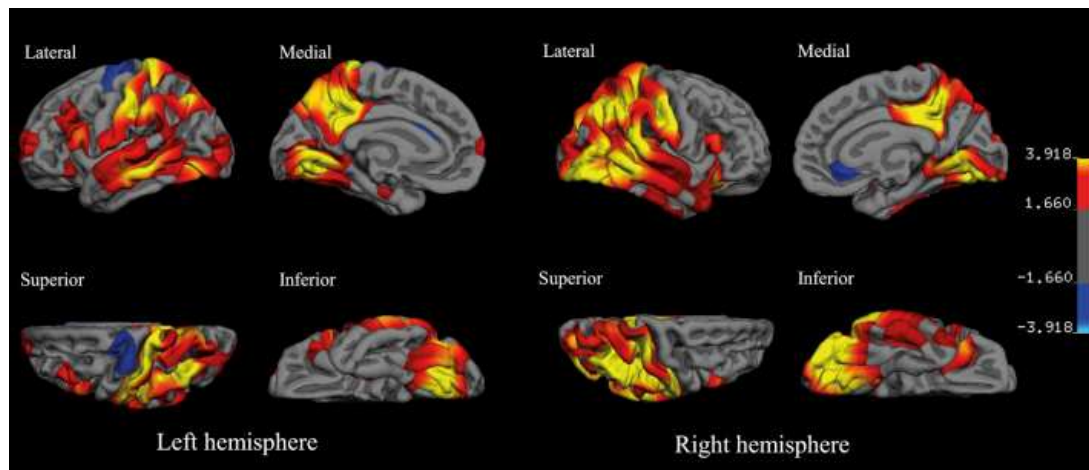 Lateral
Medial
Lateral
Medial
3.918
1.660
-1.660
-3.918
Superior
Inferior
Superior
Inferior
Left hemisphere
Right hemisphere